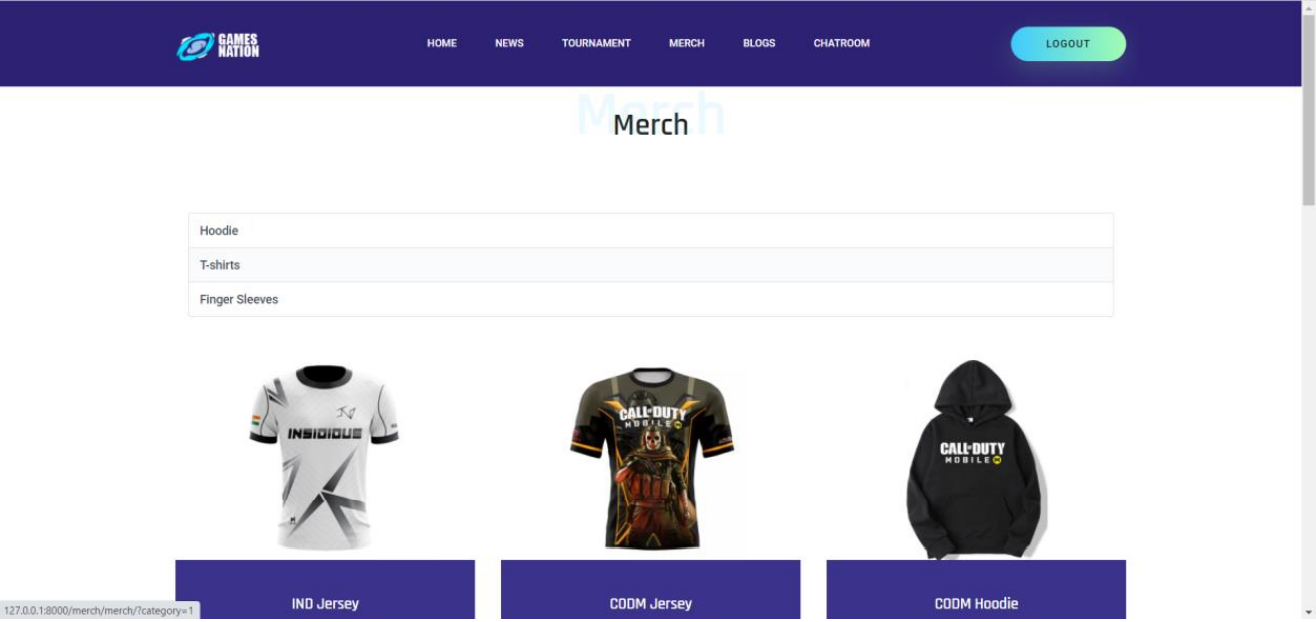 GAMES
NATION
HOME NEWS TOURNAMENT MERCH BLOGS CHATROOM
LOGOUT
Merch
Merch
Hoodie
T-shirts
Finger Sleeves
INSIDIOUS
CALL OF DUTY
MOBILE
CALL OF DUTY
MOBILE
IND Jersey
CODM Jersey
CODM Hoodie
127.0.0.1:8000/merch/merch/?category=1